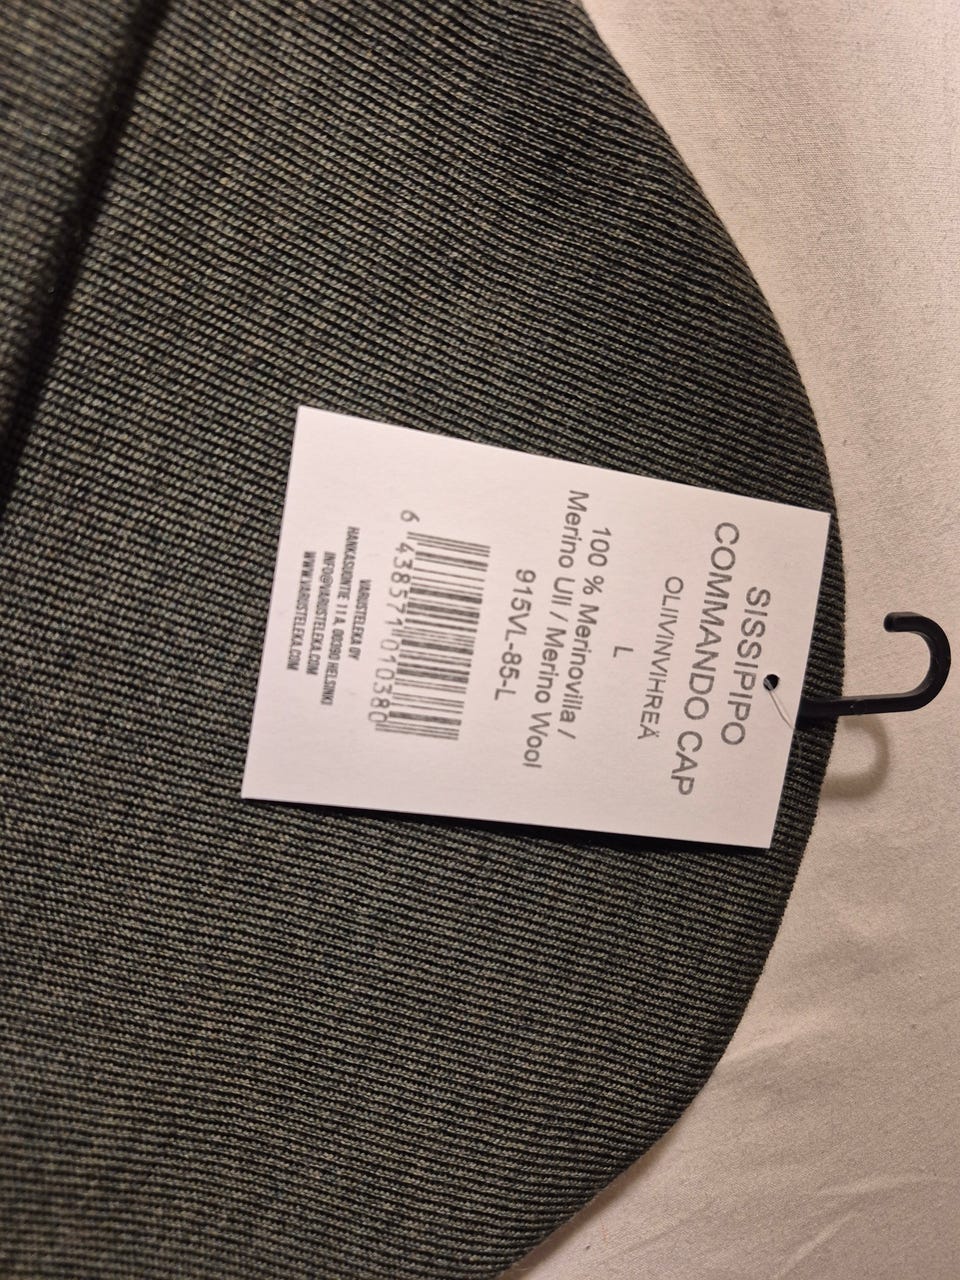 SISSIPIPO
COMMANDO CAP
OLIIVINVIHREÄ
L
100 % Merinovilla /
Merino Ull / Merino Wool
915VL-85-L
6 438571 010380
VARUSTELEKA OY
HANKASUONTIE 11 A, 00390 HELSINKI
INFO@VARUSTELEKA.COM
WWW.VARUSTELEKA.COM